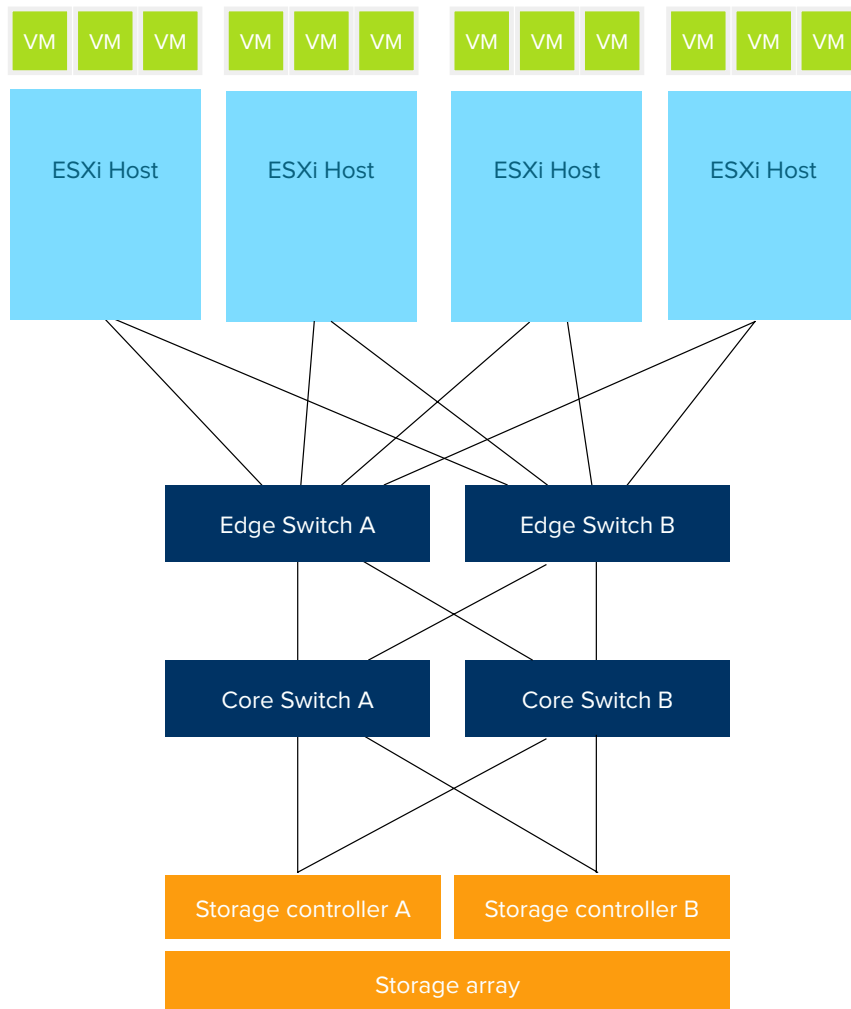 VM VM VM VM VM VM VM VM VM VM VM VM
ESXi Host ESXi Host ESXi Host ESXi Host
Edge Switch A Edge Switch B
Core Switch A Core Switch B
Storage controller A Storage controller B
Storage array